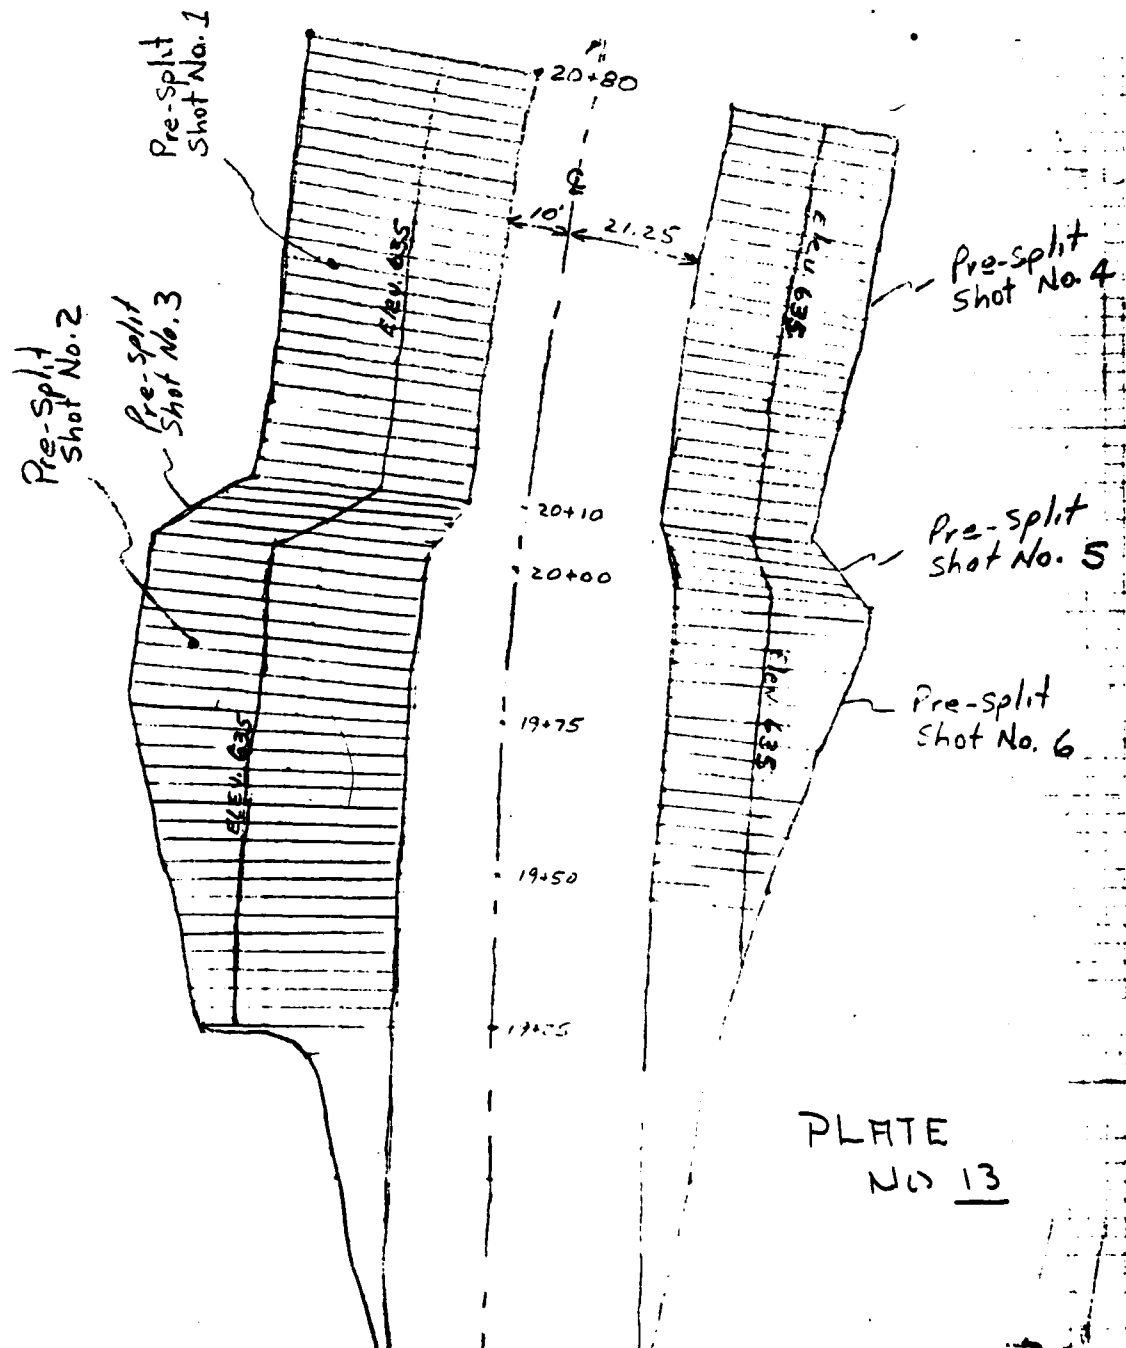 Pre-split
Shot No. 1
20+80
10'
21.25
Elev. 635
Elev. 635
Pre-split
Shot No. 4
Pre-split
Shot No. 3
Pre-split
Shot No. 2
20+10
Pre-split
Shot No. 5
20+00
Elev. 635
Pre-split
Shot No. 6
19+75
ELEV. 635
19+50
PLATE
NO 13